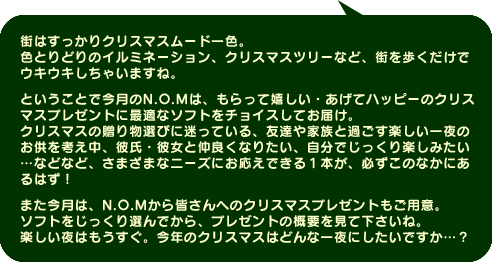 街はすっかりクリスマスムード一色。
色とりどりのイルミネーション、クリスマスツリーなど、街を歩くだけで
ウキウキしちゃいますね。
ということで今月のN.O.Mは、もらって嬉しい・あげてハッピーのクリス
マスプレゼントに最適なソフトをチョイスしてお届け。
クリスマスの贈り物選びに迷っている、友達や家族と過ごす楽しい一夜の
お供を考え中、彼氏・彼女と仲良くなりたい、自分でじっくり楽しみたい
…などなど、さまざまなニーズにお応えできる１本が、必ずこのなかにあ
るはず！
また今月は、N.O.Mから皆さんへのクリスマスプレゼントもご用意。
ソフトをじっくり選んでから、プレゼントの概要を見て下さいね。
楽しい夜はもうすぐ。今年のクリスマスはどんな一夜にしたいですか…？